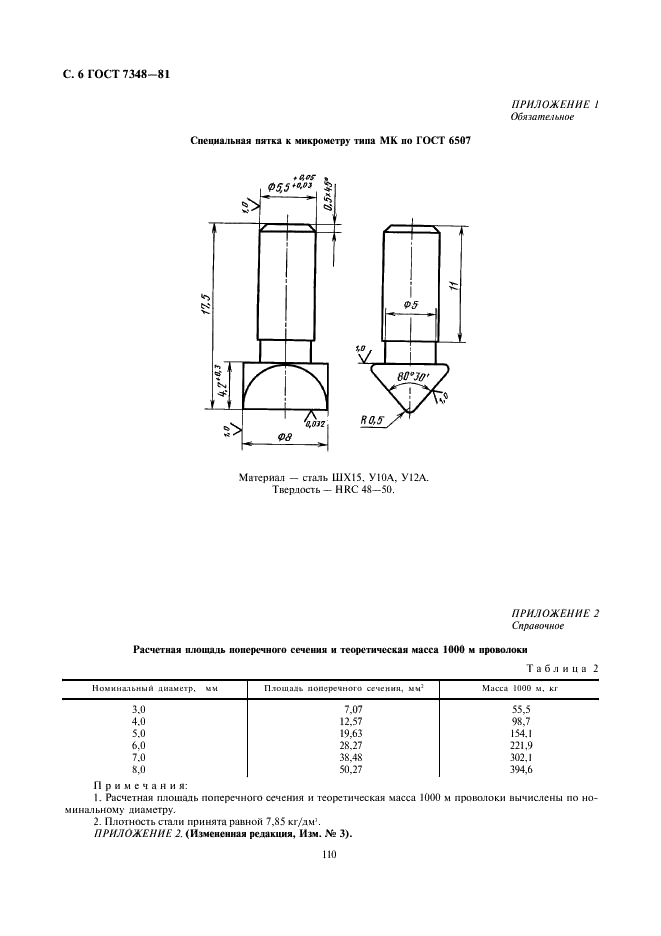 С. 6 ГОСТ 7348—81
ПРИЛОЖЕНИЕ 1
Обязательное
Специальная пятка к микрометру типа МК по ГОСТ 6507
+0,05
Ф5,5 +0,03
0,5×45°
1,0
17,5
11
Ф5
1,0
4,2+0,3
80°30'
1,0
0,032
R 0,5
1,0
Ф8
Материал — сталь ШХ15, У10А, У12А.
Твердость — HRC 48—50.
ПРИЛОЖЕНИЕ 2
Справочное
Расчетная площадь поперечного сечения и теоретическая масса 1000 м проволоки
Таблица 2
Номинальный диаметр, мм Площадь поперечного сечения, мм² Масса 1000 м, кг
3,0 7,07 55,5
4,0 12,57 98,7
5,0 19,63 154,1
6,0 28,27 221,9
7,0 38,48 302,1
8,0 50,27 394,6
Примечания:
1. Расчетная площадь поперечного сечения и теоретическая масса 1000 м проволоки вычислены по но-
минальному диаметру.
2. Плотность стали принята равной 7,85 кг/дм³.
ПРИЛОЖЕНИЕ 2. (Измененная редакция, Изм. № 3).
110